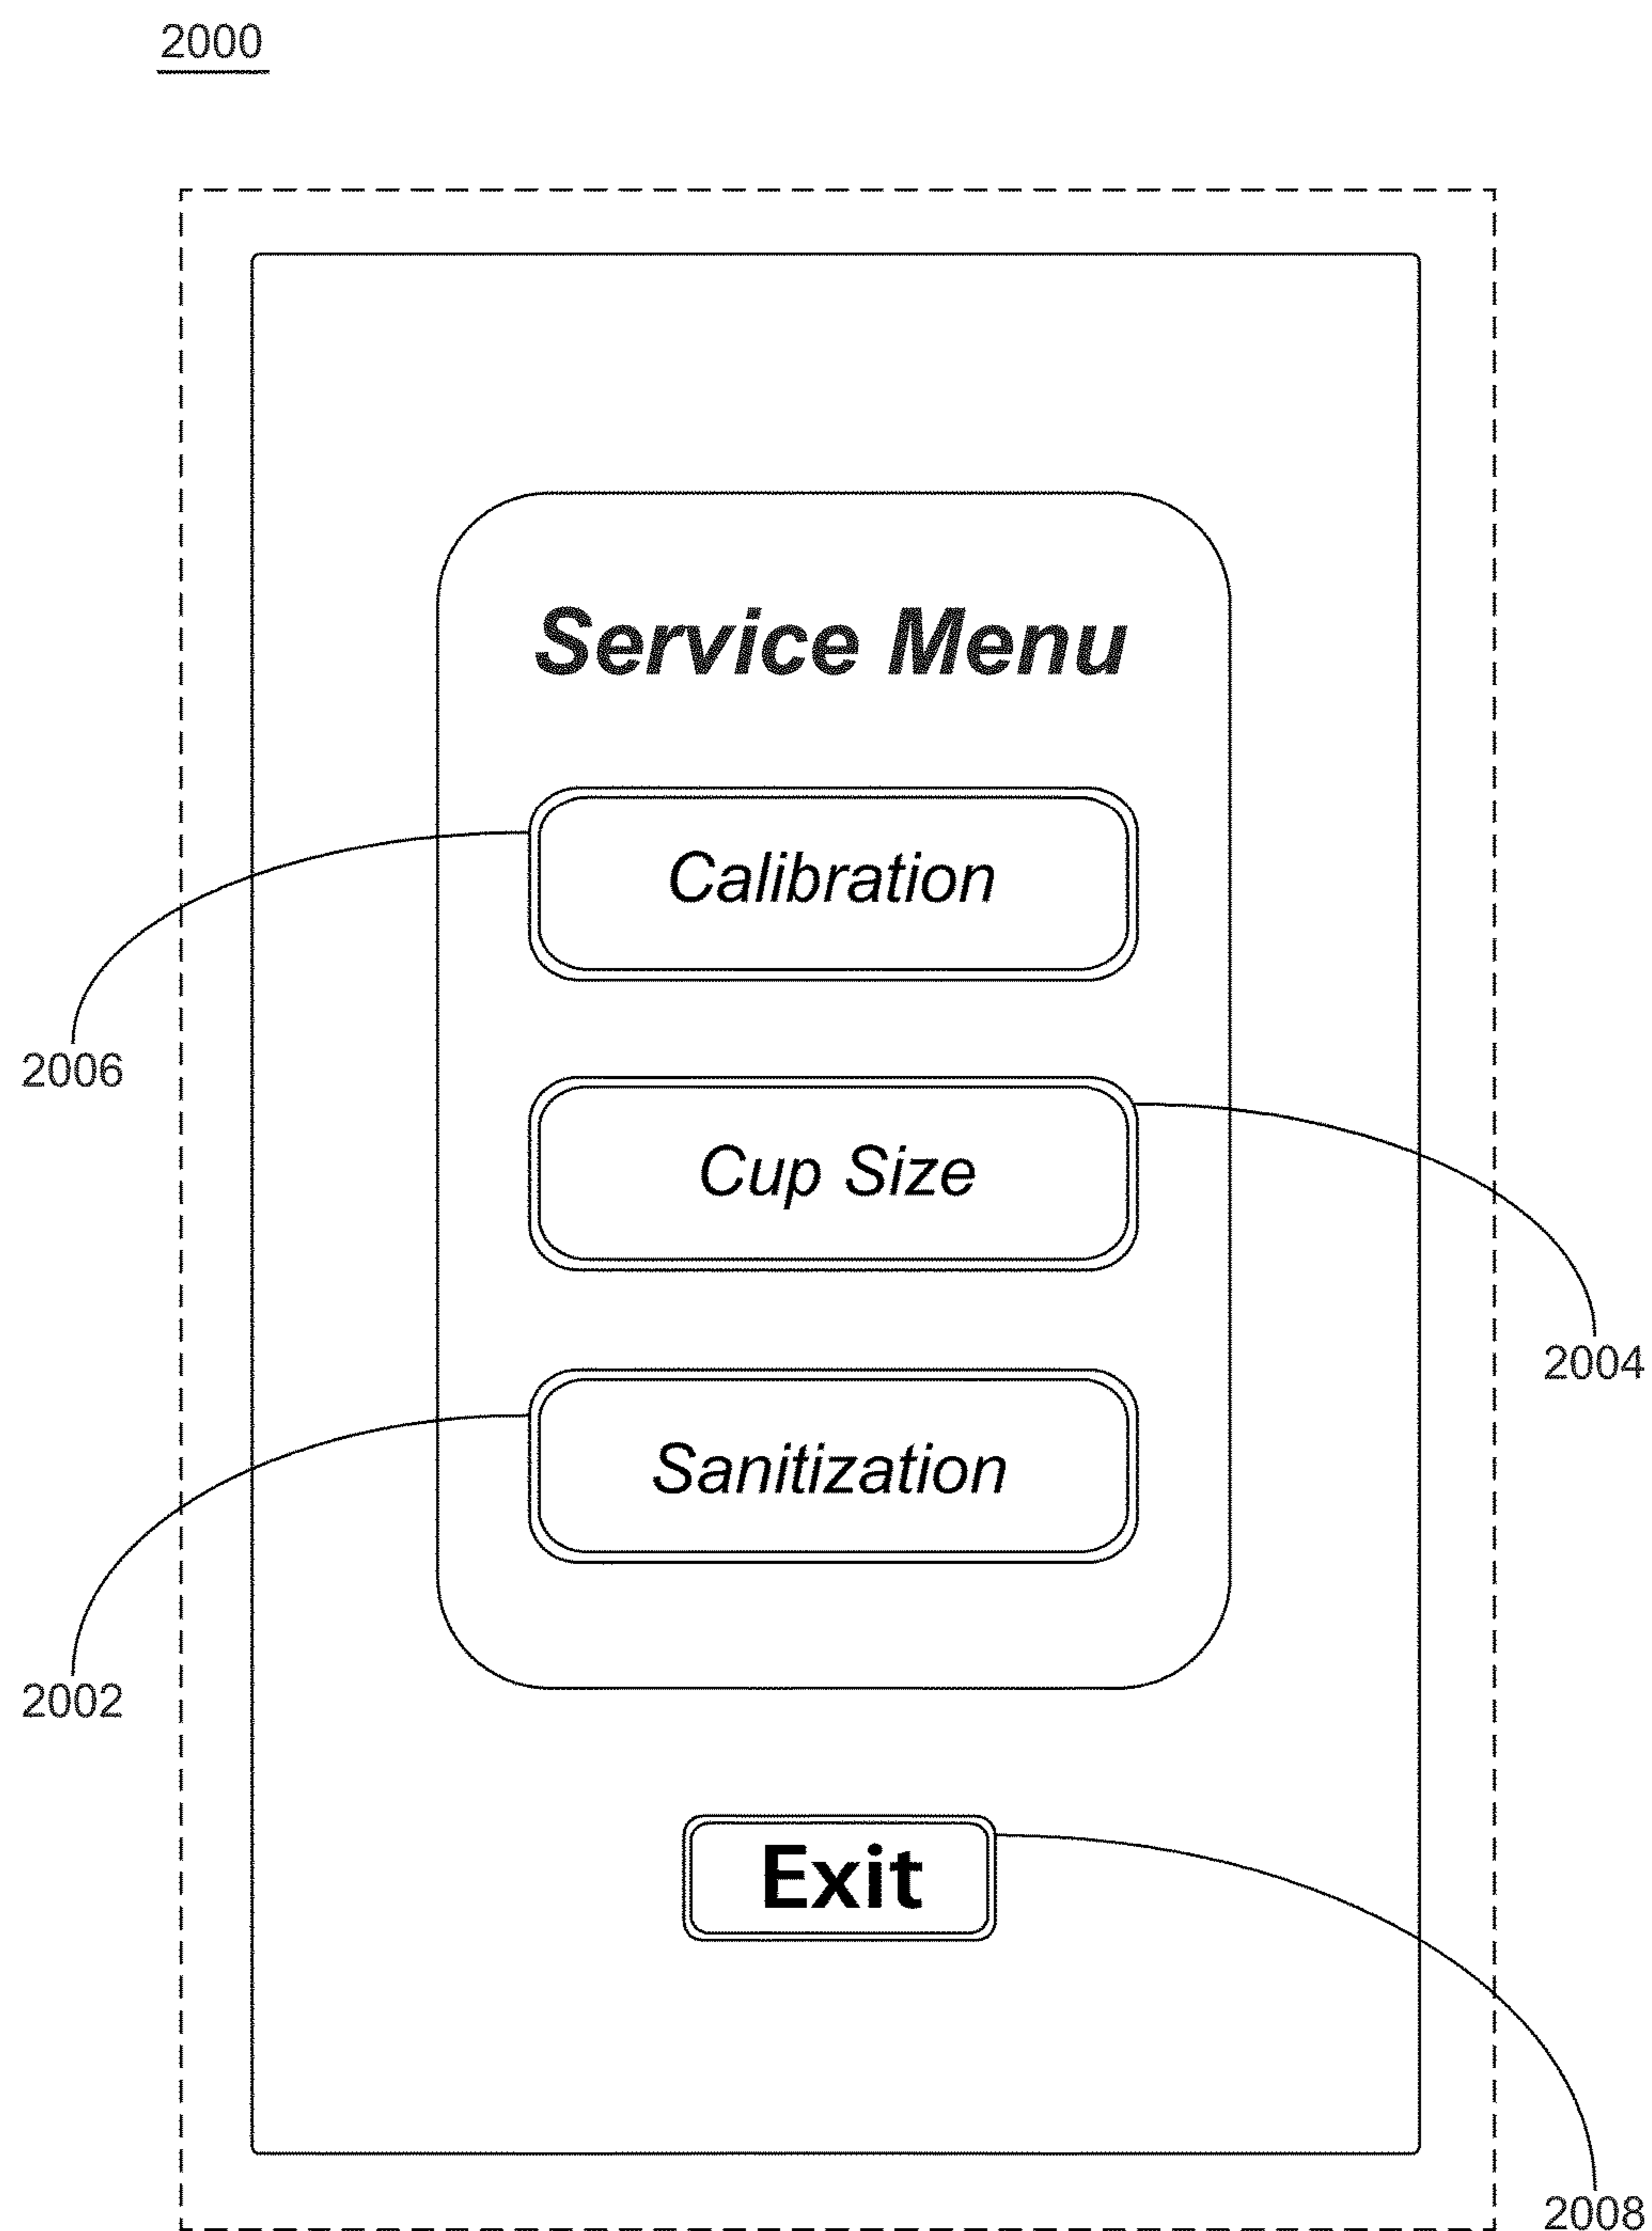 2000
Service Menu
Calibration
2006
Cup Size
2004
Sanitization
2002
Exit
2008